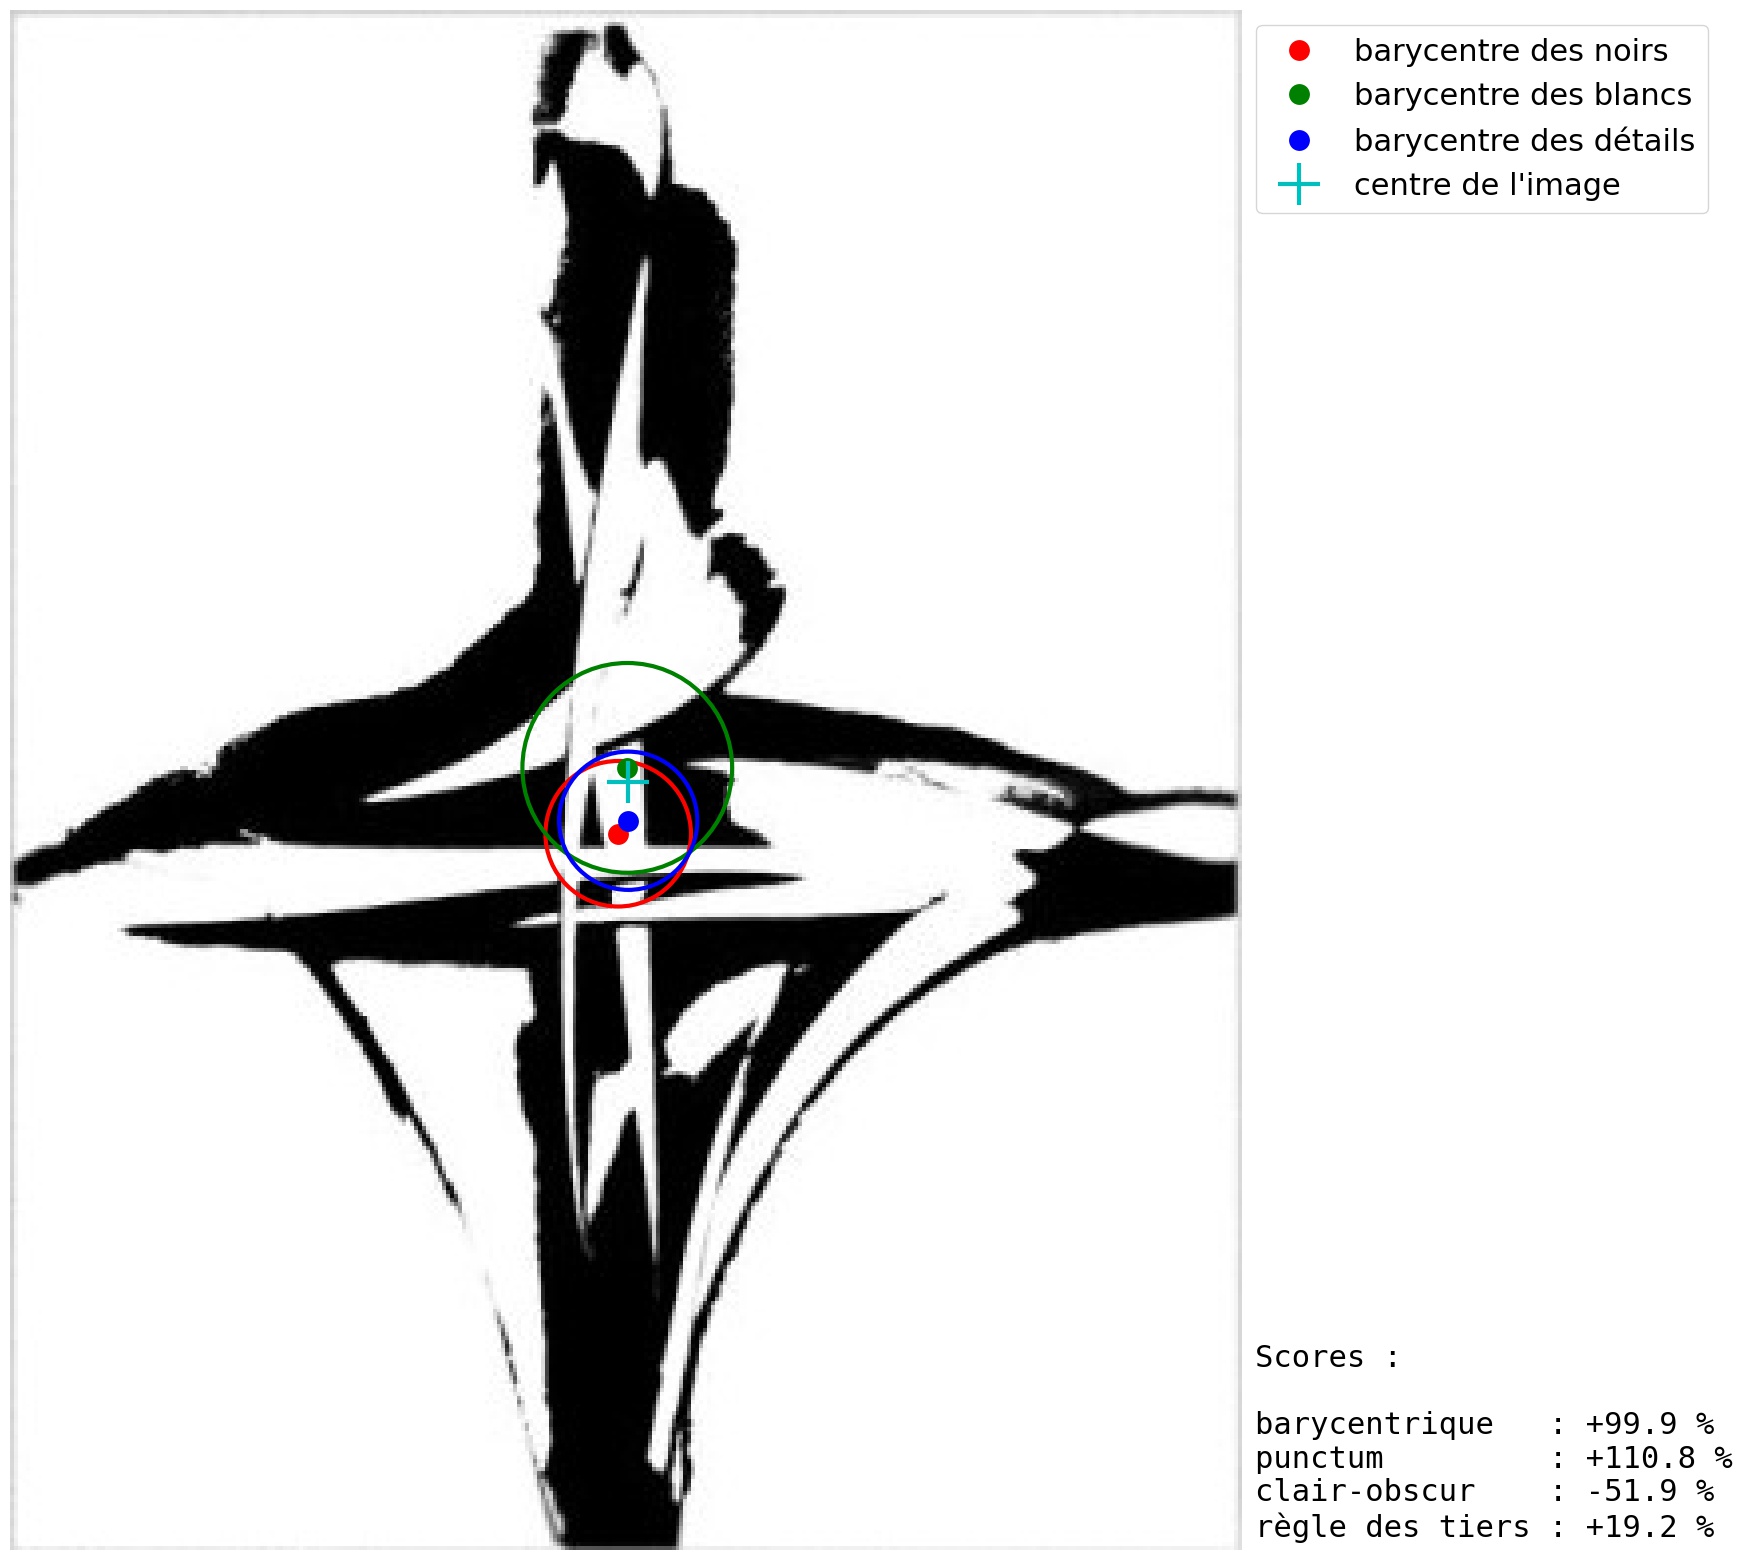 barycentre des noirs
barycentre des blancs
barycentre des détails
centre de l'image
Scores :
barycentrique : +99.9 %
punctum : +110.8 %
clair-obscur : -51.9 %
règle des tiers : +19.2 %